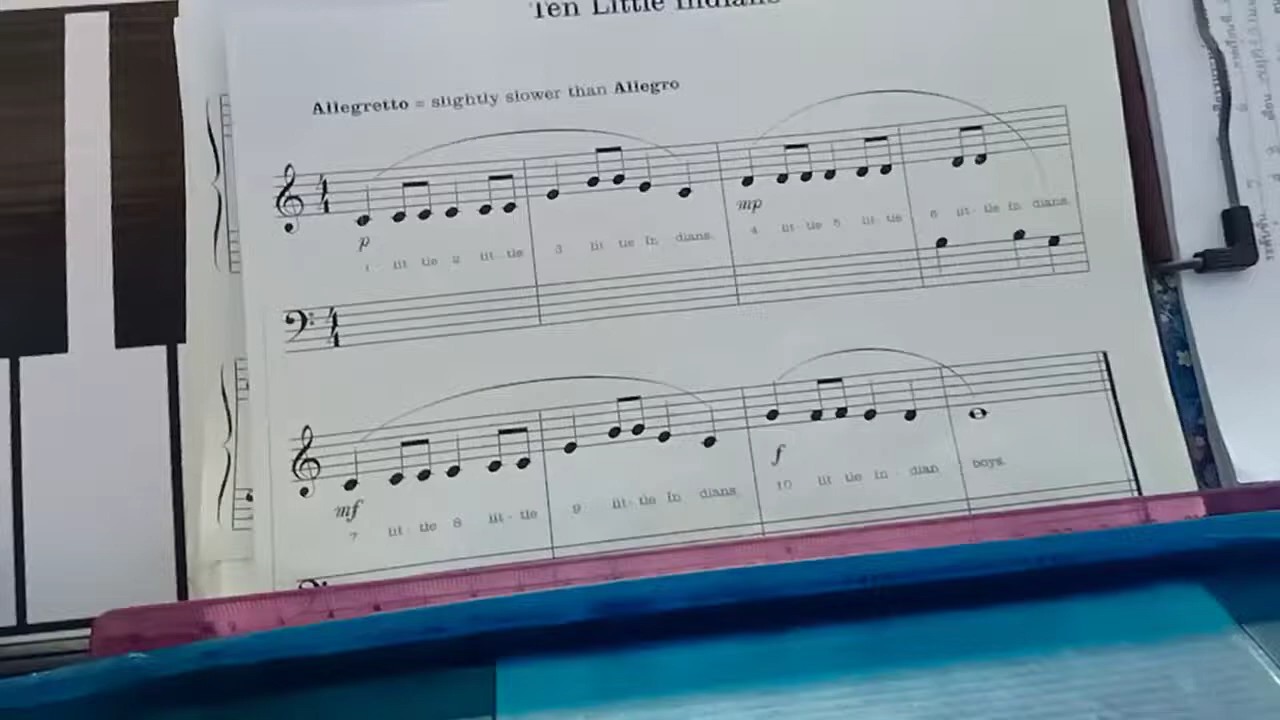 Ten Little Indians
Allegretto = slightly slower than Allegro
p mp
1 lit tle 2 lit - tle 3 lit tle In dians. 4 lit - tle 5 lit - tle 6 lit - tle In dians.
mf f
7 lit - tle 8 lit - tle 9 lit - tle In dians 10 lit tle In - dian boys.